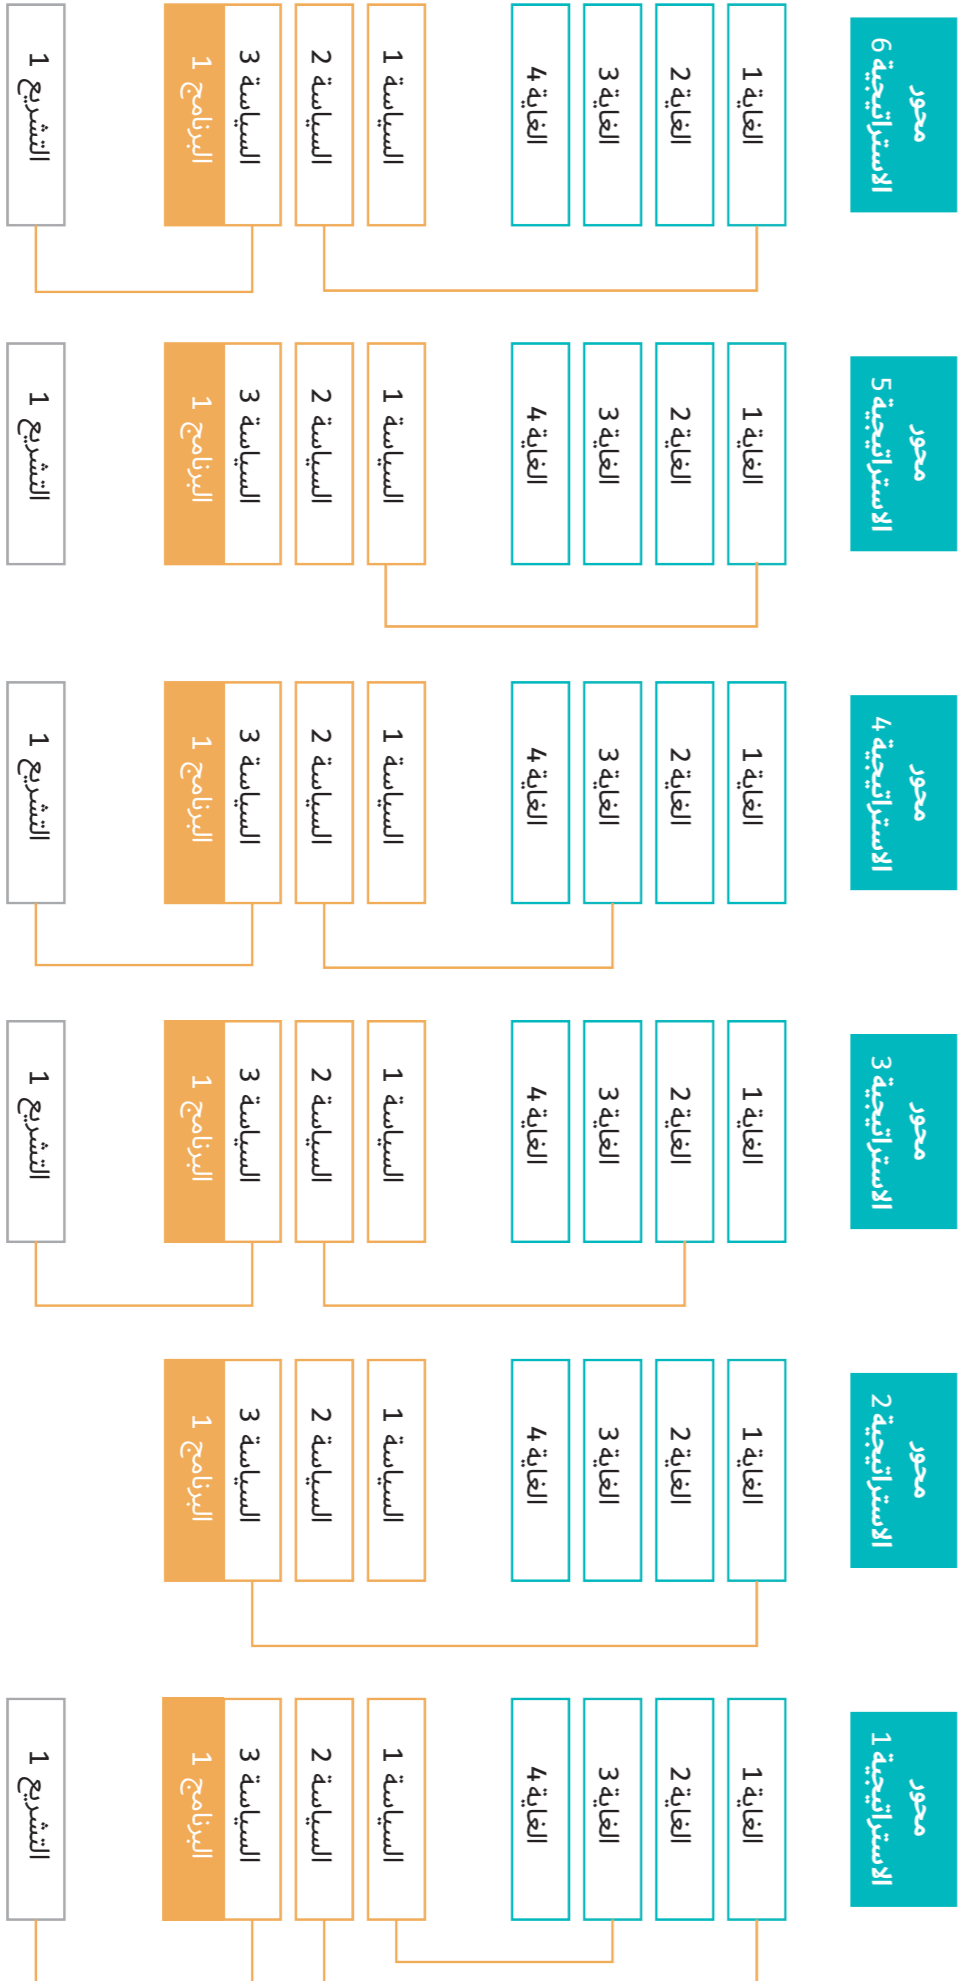 محور
الاستراتيجية 1
الغاية 1
الغاية 2
الغاية 3
الغاية 4
السياسة 1
السياسة 2
السياسة 3
البرنامج 1
التشريع 1
محور
الاستراتيجية 2
الغاية 1
الغاية 2
الغاية 3
الغاية 4
السياسة 1
السياسة 2
السياسة 3
البرنامج 1
محور
الاستراتيجية 3
الغاية 1
الغاية 2
الغاية 3
الغاية 4
السياسة 1
السياسة 2
السياسة 3
البرنامج 1
التشريع 1
محور
الاستراتيجية 4
الغاية 1
الغاية 2
الغاية 3
الغاية 4
السياسة 1
السياسة 2
السياسة 3
البرنامج 1
التشريع 1
محور
الاستراتيجية 5
الغاية 1
الغاية 2
الغاية 3
الغاية 4
السياسة 1
السياسة 2
السياسة 3
البرنامج 1
التشريع 1
محور
الاستراتيجية 6
الغاية 1
الغاية 2
الغاية 3
الغاية 4
السياسة 1
السياسة 2
السياسة 3
البرنامج 1
التشريع 1